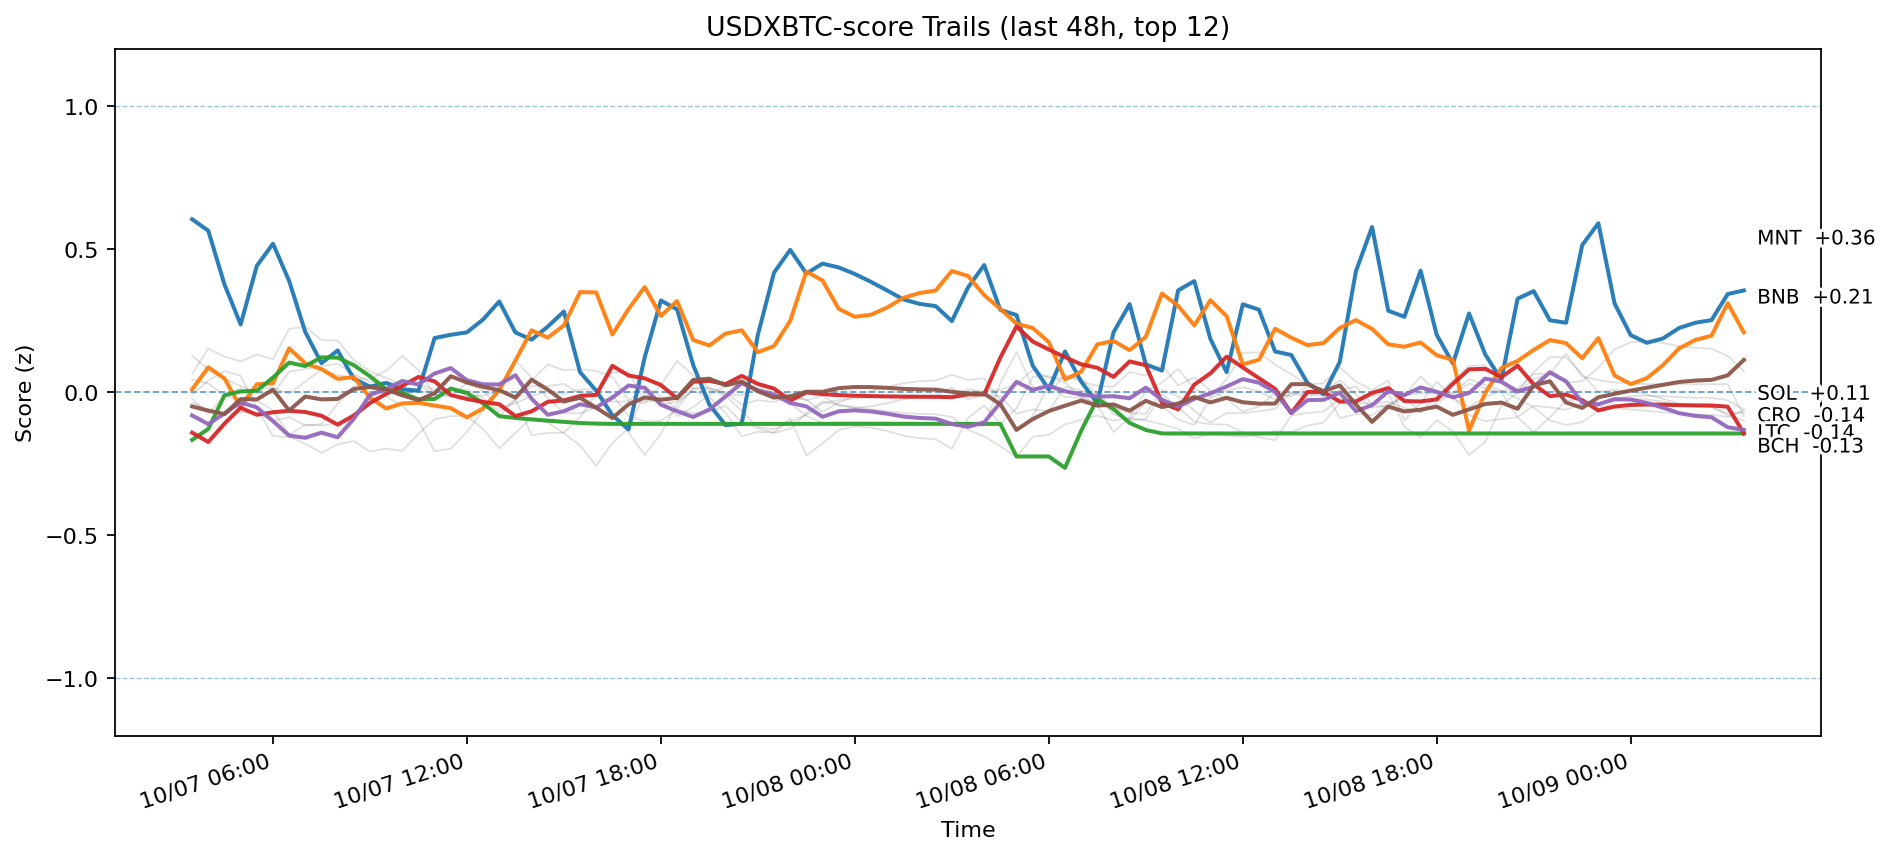 USDXBTC-score Trails (last 48h, top 12)
Score (z)
1.0
0.5
0.0
−0.5
−1.0
MNT +0.36
BNB +0.21
SOL +0.11
CRO -0.14
LTC -0.14
BCH -0.13
10/07 06:00
10/07 12:00
10/07 18:00
10/08 00:00
10/08 06:00
10/08 12:00
10/08 18:00
10/09 00:00
Time